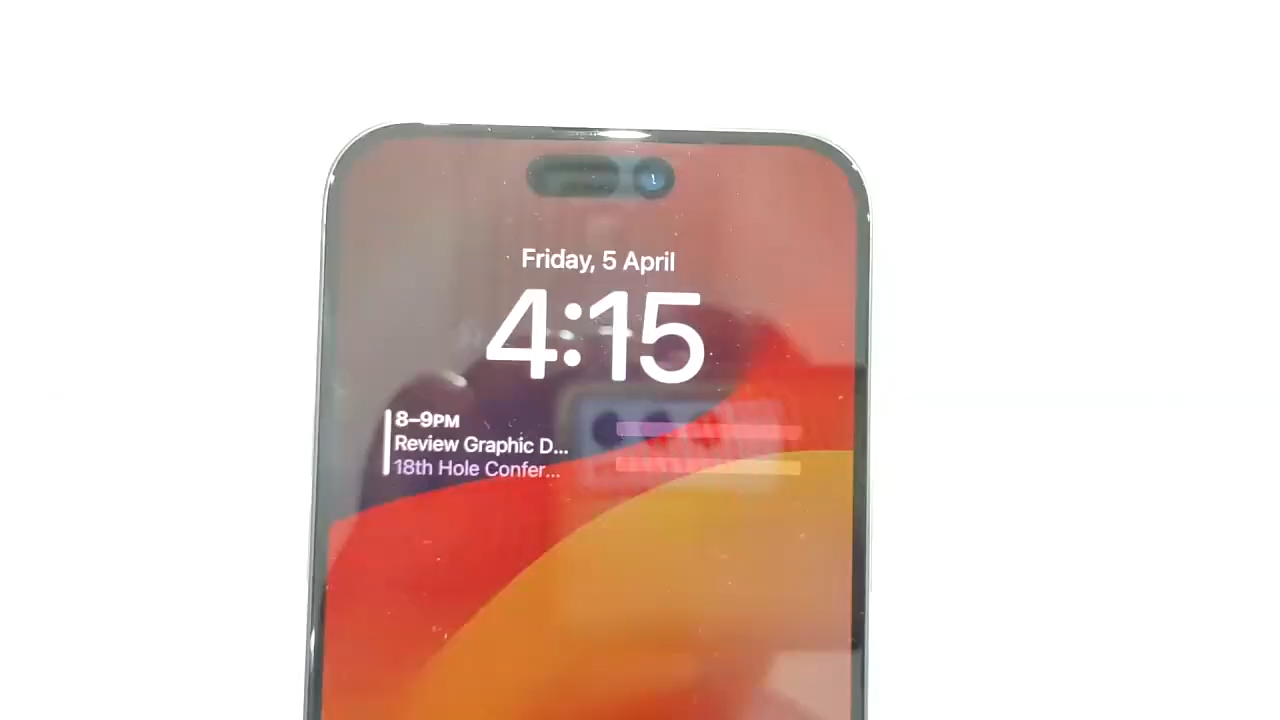 Friday, 5 April
4:15
8–9PM
Review Graphic D...
18th Hole Confer...